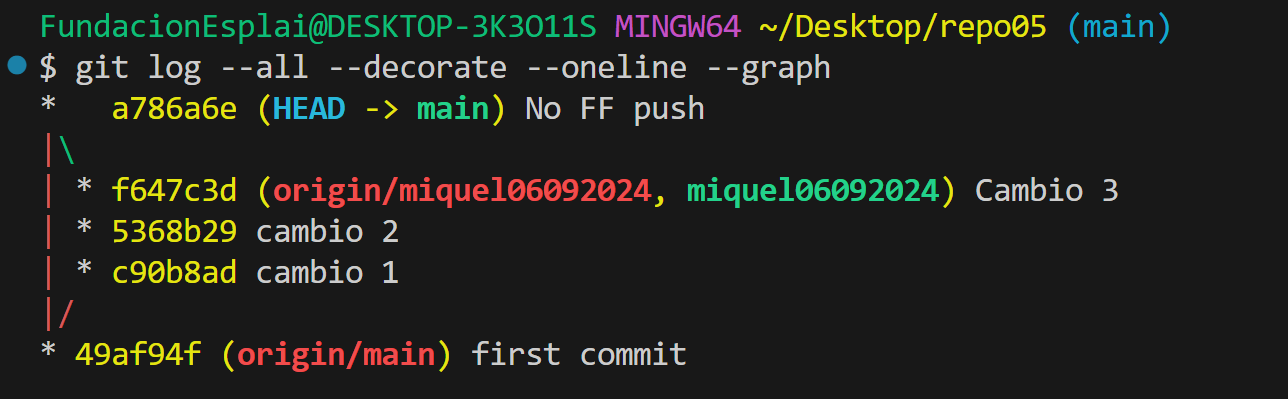 FundacionEsplai@DESKTOP-3K3O11S MINGW64 ~/Desktop/repo05 (main)
$ git log --all --decorate --oneline --graph
*   a786a6e (HEAD -> main) No FF push
|\
| * f647c3d (origin/miquel06092024, miquel06092024) Cambio 3
| * 5368b29 cambio 2
| * c90b8ad cambio 1
|/
* 49af94f (origin/main) first commit